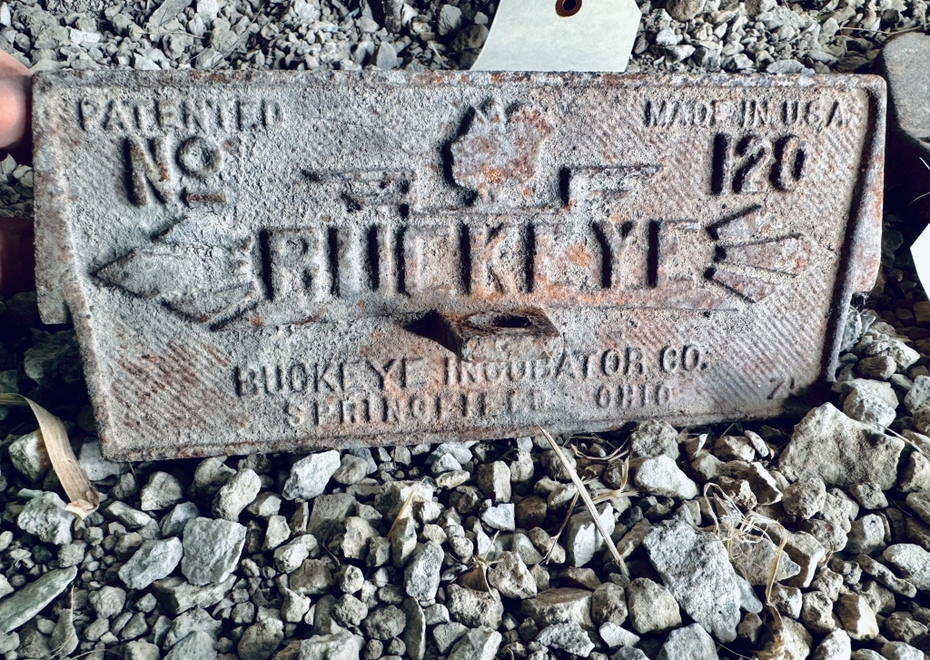 PATENTED MADE IN U.S.A.
Nº 120
BUCKEYE
BUCKEYE INCUBATOR CO.
SPRINGFIELD OHIO